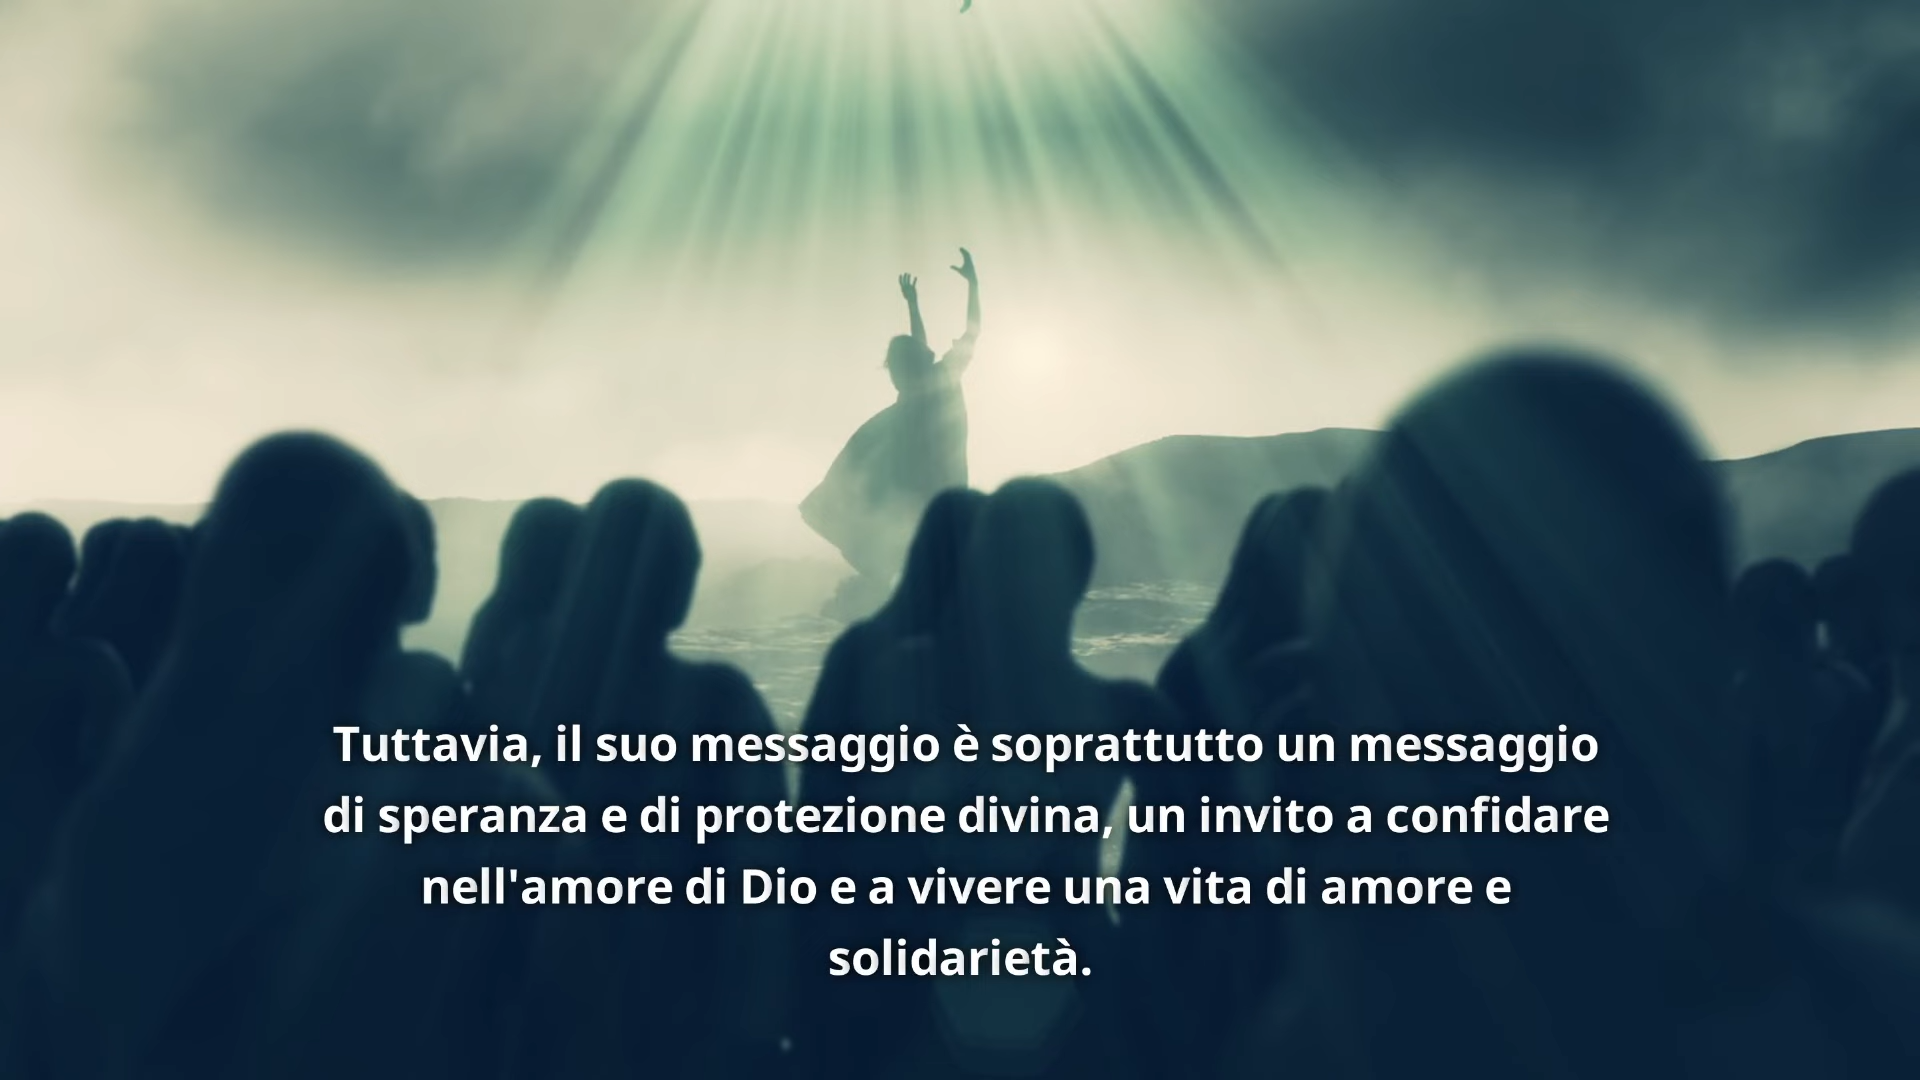 Tuttavia, il suo messaggio è soprattutto un messaggio
di speranza e di protezione divina, un invito a confidare
nell'amore di Dio e a vivere una vita di amore e
solidarietà.